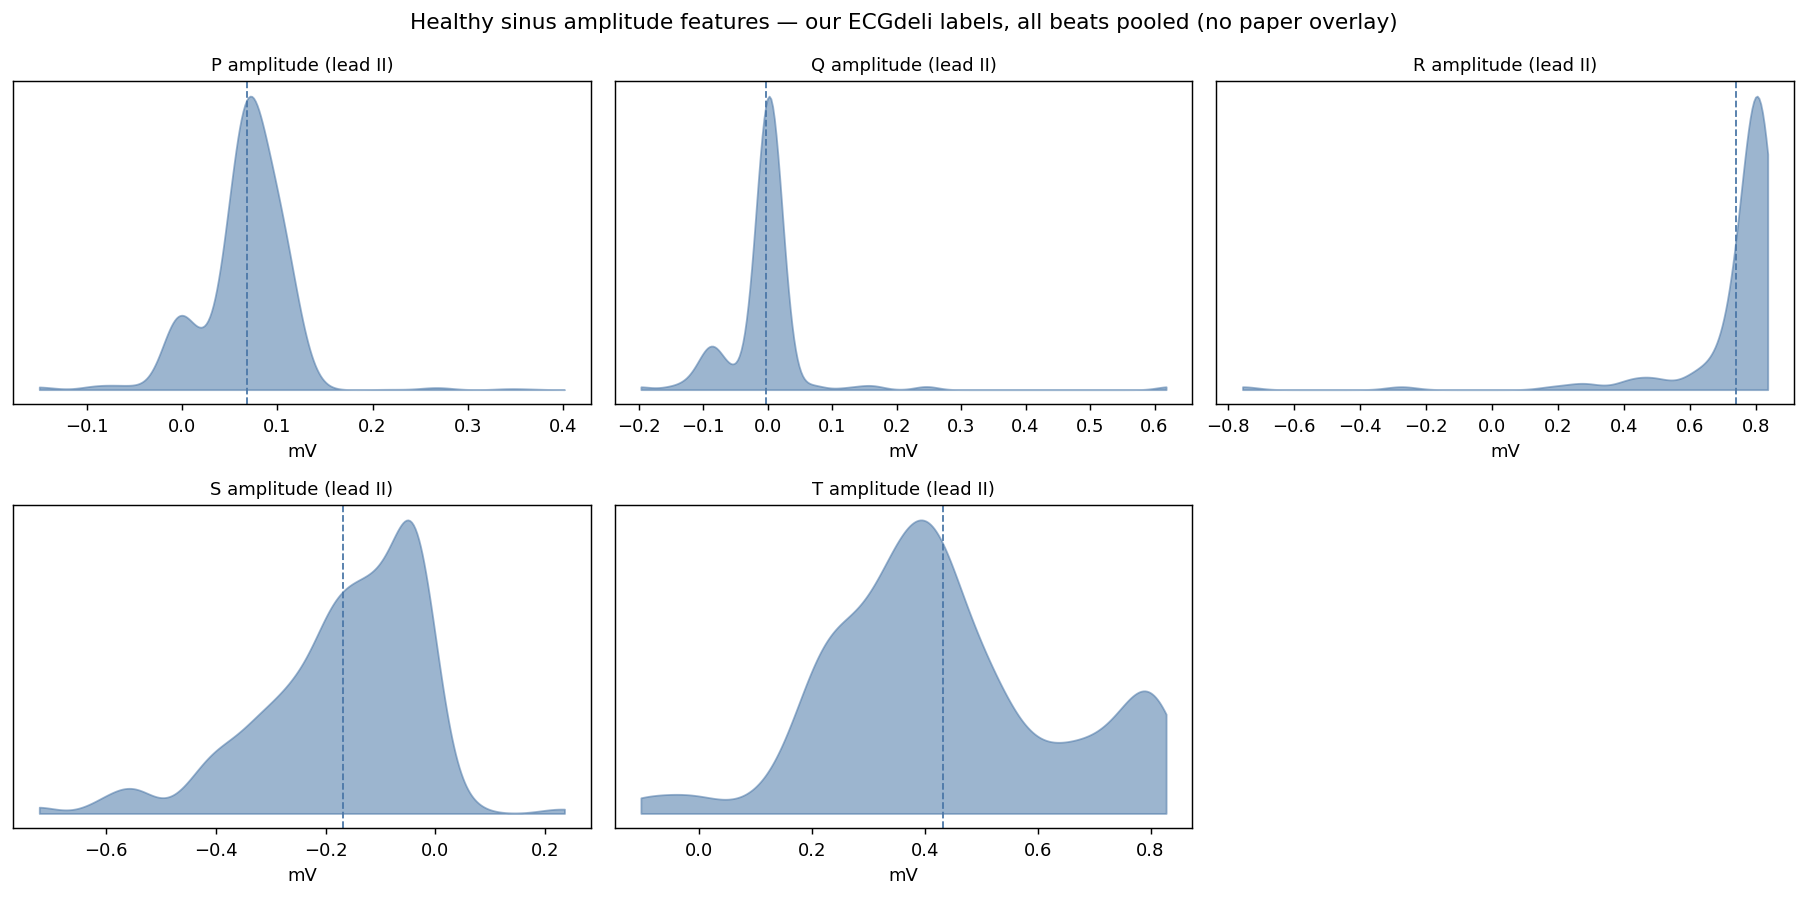 Healthy sinus amplitude features — our ECGdeli labels, all beats pooled (no paper overlay)
P amplitude (lead II)
Q amplitude (lead II)
R amplitude (lead II)
−0.1 0.0 0.1 0.2 0.3 0.4
−0.2 −0.1 0.0 0.1 0.2 0.3 0.4 0.5 0.6
−0.8 −0.6 −0.4 −0.2 0.0 0.2 0.4 0.6 0.8
mV
mV
mV
S amplitude (lead II)
T amplitude (lead II)
−0.6 −0.4 −0.2 0.0 0.2
0.0 0.2 0.4 0.6 0.8
mV
mV